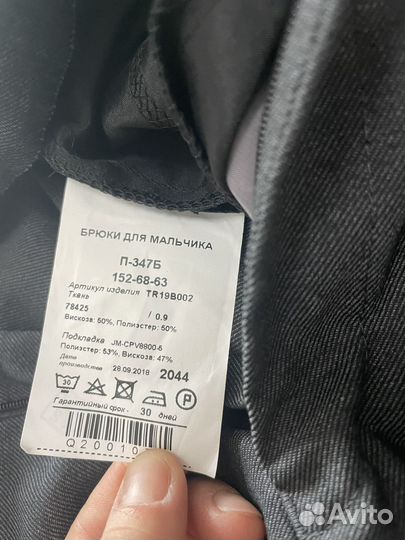 БРЮКИ ДЛЯ МАЛЬЧИКА
П-347Б
152-68-63
Артикул изделия TR19B002
Ткань
78425 / 0.9
Вискоза: 50%, Полиэстер: 50%
Подкладка JM-CPV8800-5
Полиэстер: 53%, Вискоза: 47%
Дата производства 28.09.2018 2044
30
Гарантийный срок - 30 дней
Q20010
Avito